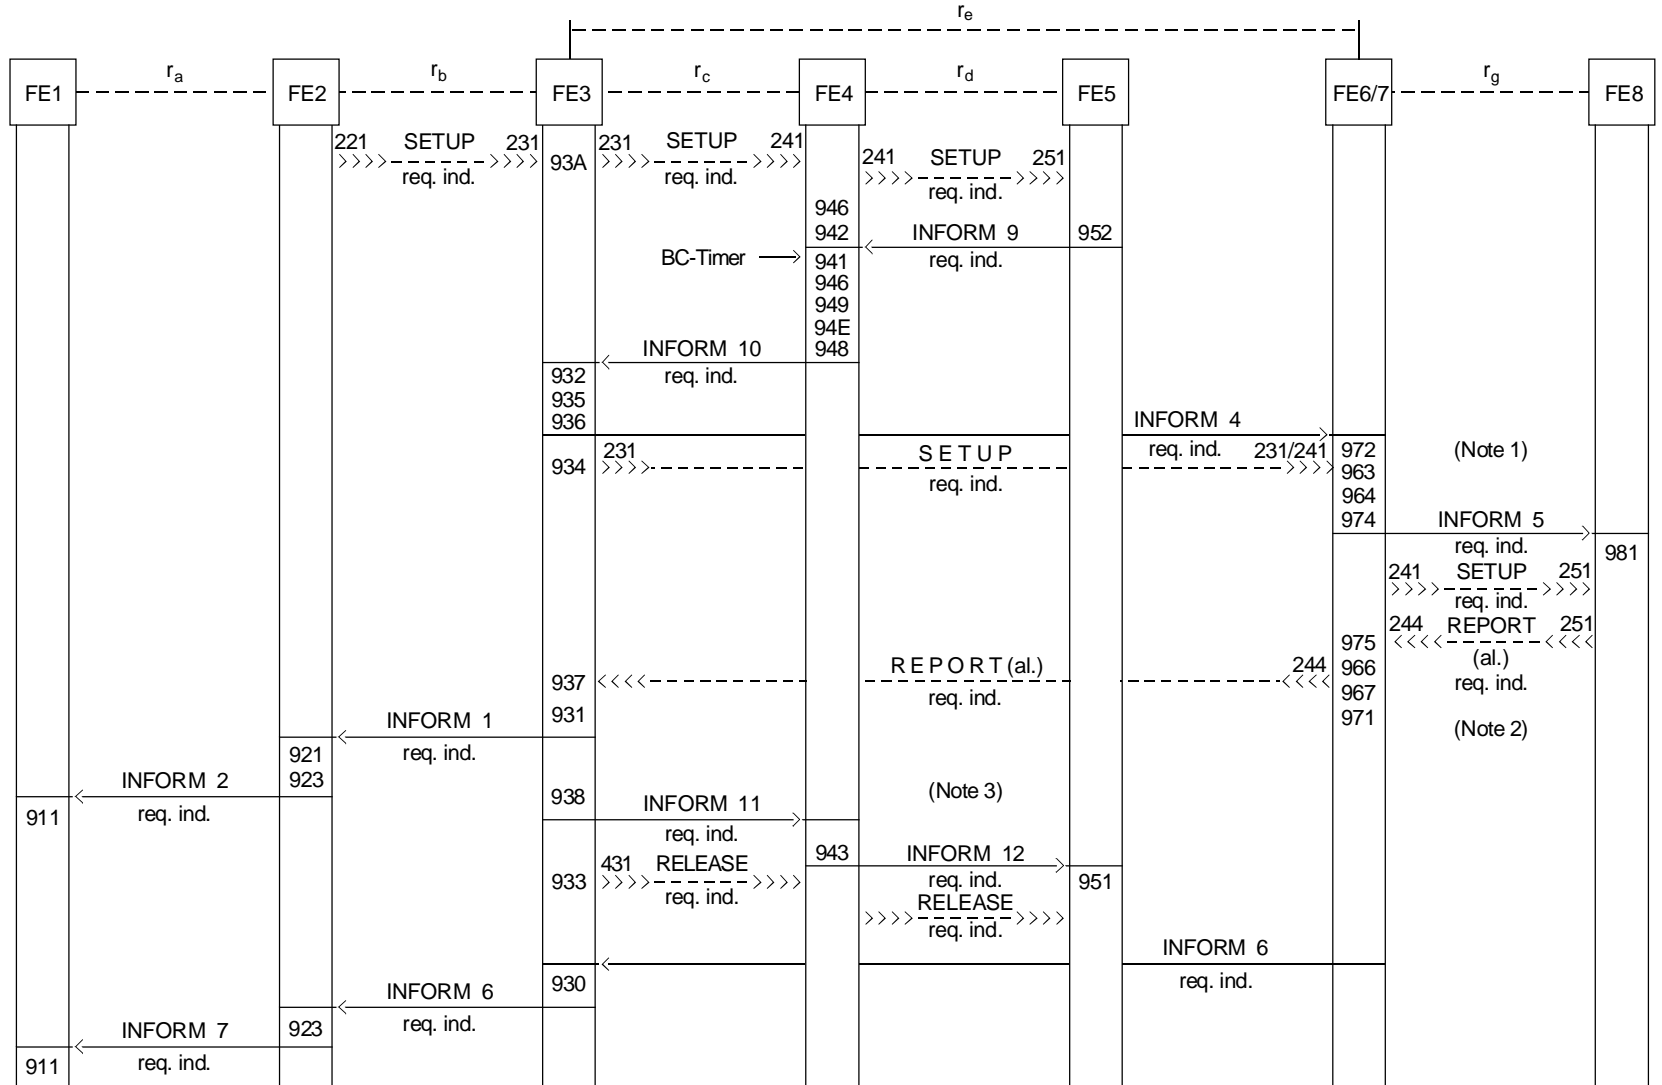 re
ra rb rc rd rg
FE1 FE2 FE3 FE4 FE5 FE6/7 FE8
221 SETUP 231 231 SETUP 241
93A 241 SETUP 251
req. ind. req. ind. req. ind.
946
942 INFORM 9 952
BC-Timer 941 req. ind.
946
949
94E
INFORM 10 948
932 req. ind.
935
936 INFORM 4
231 SETUP req. ind. 231/241 972 (Note 1)
934 req. ind. 963
964
974 INFORM 5
req. ind. 981
241 SETUP 251
req. ind.
244 REPORT 251
975 (al.)
937 REPORT (al.) 244 966 req. ind.
req. ind. 967
931 971
INFORM 1 (Note 2)
921 req. ind.
INFORM 2 923
938 (Note 3)
911 req. ind. INFORM 11
req. ind.
943 INFORM 12
933 431 RELEASE req. ind. 951
req. ind. RELEASE
req. ind.
INFORM 6
930 req. ind.
INFORM 6
923 req. ind.
INFORM 7
911 req. ind.